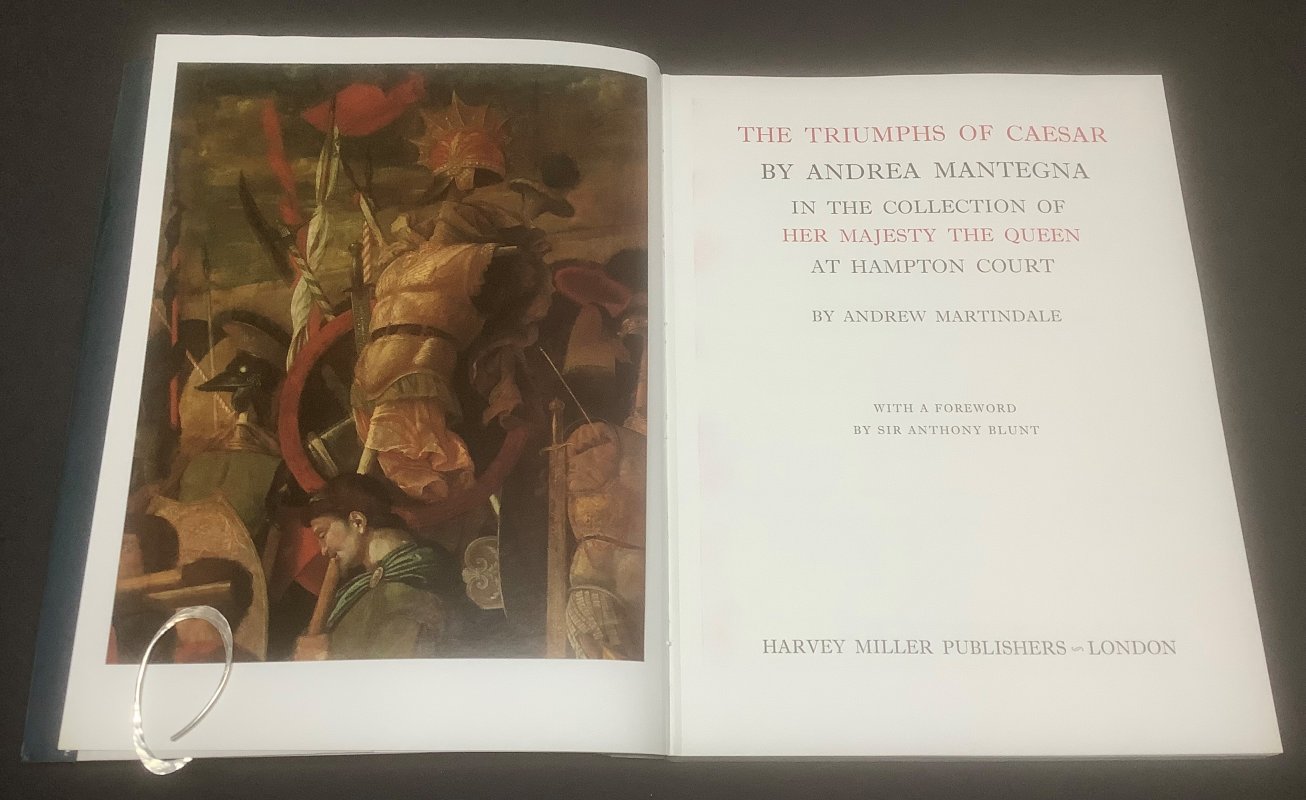 THE TRIUMPHS OF CAESAR
BY ANDREA MANTEGNA
IN THE COLLECTION OF
HER MAJESTY THE QUEEN
AT HAMPTON COURT
BY ANDREW MARTINDALE
WITH A FOREWORD
BY SIR ANTHONY BLUNT
HARVEY MILLER PUBLISHERS LONDON